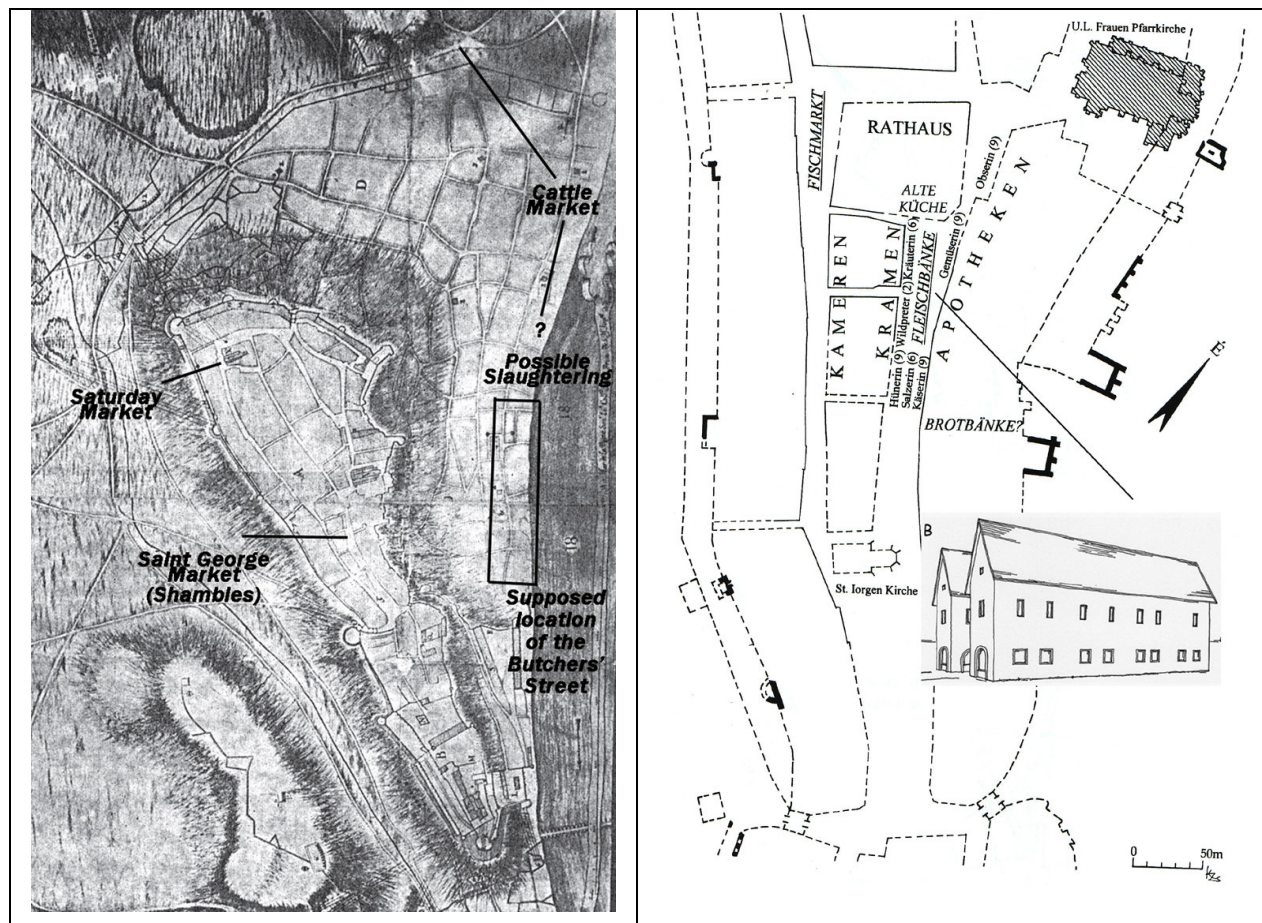 Cattle
Market
?
Possible
Slaughtering
Saturday
Market
Saint George
Market
(Shambles)
Supposed
location
of the
Butchers'
Street
D
A
B
U.L. Frauen Pfarrkirche
FISCHMARKT
RATHAUS
Obserin (9)
ALTE
KÜCHE
KAMEREN
KRAMEN
Kräuterin (6)
Wildpreter (2)
Hünerin (9)
Salzerin (6)
Käserin (9)
FLEISCHBÄNKE
Gemüserin (9)
APOTHEKEN
É.
BROTBÄNKE?
St. Iorgen Kirche
B
0 50m